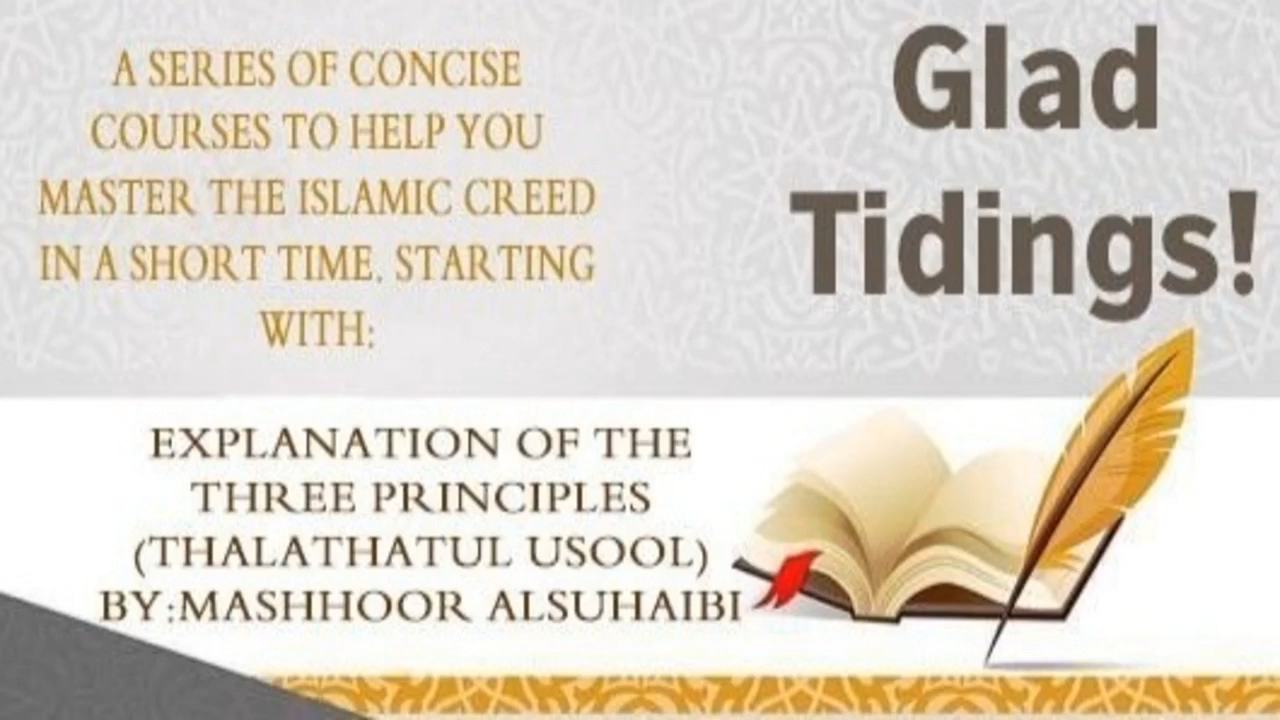 A SERIES OF CONCISE
COURSES TO HELP YOU
MASTER THE ISLAMIC CREED
IN A SHORT TIME, STARTING
WITH:
Glad
Tidings!
EXPLANATION OF THE
THREE PRINCIPLES
(THALATHATUL USOOL)
BY:MASHHOOR ALSUHAIBI